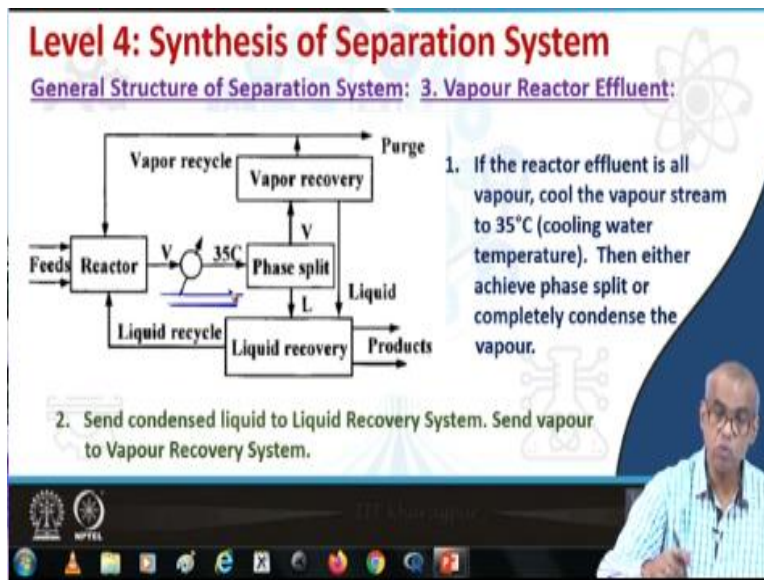 Level 4: Synthesis of Separation System
General Structure of Separation System: 3. Vapour Reactor Effluent:
Purge
Vapor recycle
Vapor recovery
V
Feeds
Reactor
V
35C
Phase split
L
Liquid
Liquid recycle
Liquid recovery
Products
1. If the reactor effluent is all
vapour, cool the vapour stream
to 35°C (cooling water
temperature). Then either
achieve phase split or
completely condense the
vapour.
2. Send condensed liquid to Liquid Recovery System. Send vapour
to Vapour Recovery System.
NPTEL